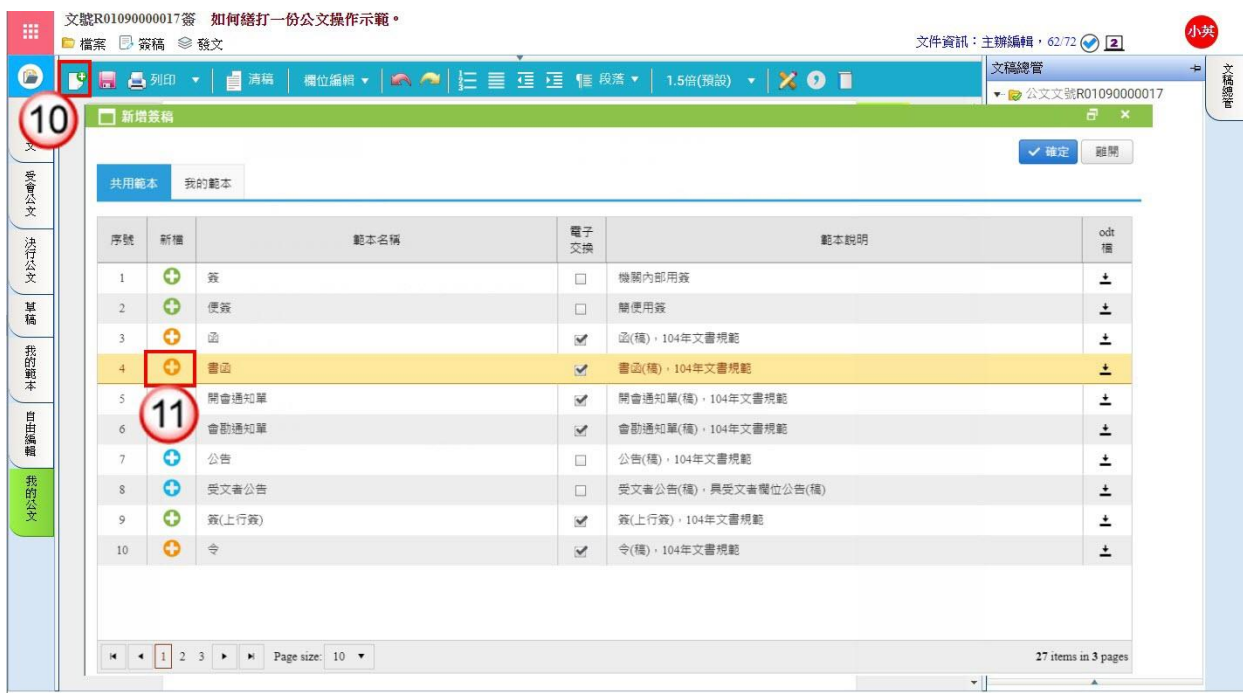 文號R01090000017簽 如何繕打一份公文操作示範。
檔案 簽稿 發文
文件資訊：主辦編輯，62/72 2
小英
列印 清稿 欄位編輯 段落 1.5倍(預設)
文稿總管
公文文號R01090000017
文稿總管
10
新增簽稿
確定 離開
共用範本 我的範本
文
受會公文
決行公文
草稿
我的範本
自由編輯
我的公文
序號 新增 範本名稱 電子交換 範本說明 odt檔
1 簽 機關內部用簽
2 便簽 簡便用簽
3 函 函(稿)，104年文書規範
4 書函 書函(稿)，104年文書規範
11
5 開會通知單 開會通知單(稿)，104年文書規範
6 會勘通知單 會勘通知單(稿)，104年文書規範
7 公告 公告(稿)，104年文書規範
8 受文者公告 受文者公告(稿)，具受文者欄位公告(稿)
9 簽(上行簽) 簽(上行簽)，104年文書規範
10 令 令(稿)，104年文書規範
1 2 3 Page size: 10 27 items in 3 pages